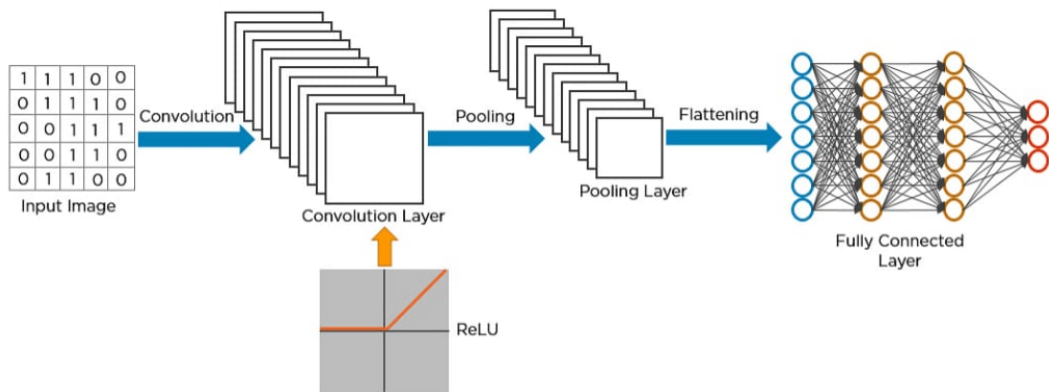 1 1 1 0 0
0 1 1 1 0
0 0 1 1 1
0 0 1 1 0
0 1 1 0 0
Input Image
Convolution
Convolution Layer
ReLU
Pooling
Pooling Layer
Flattening
Fully Connected
Layer